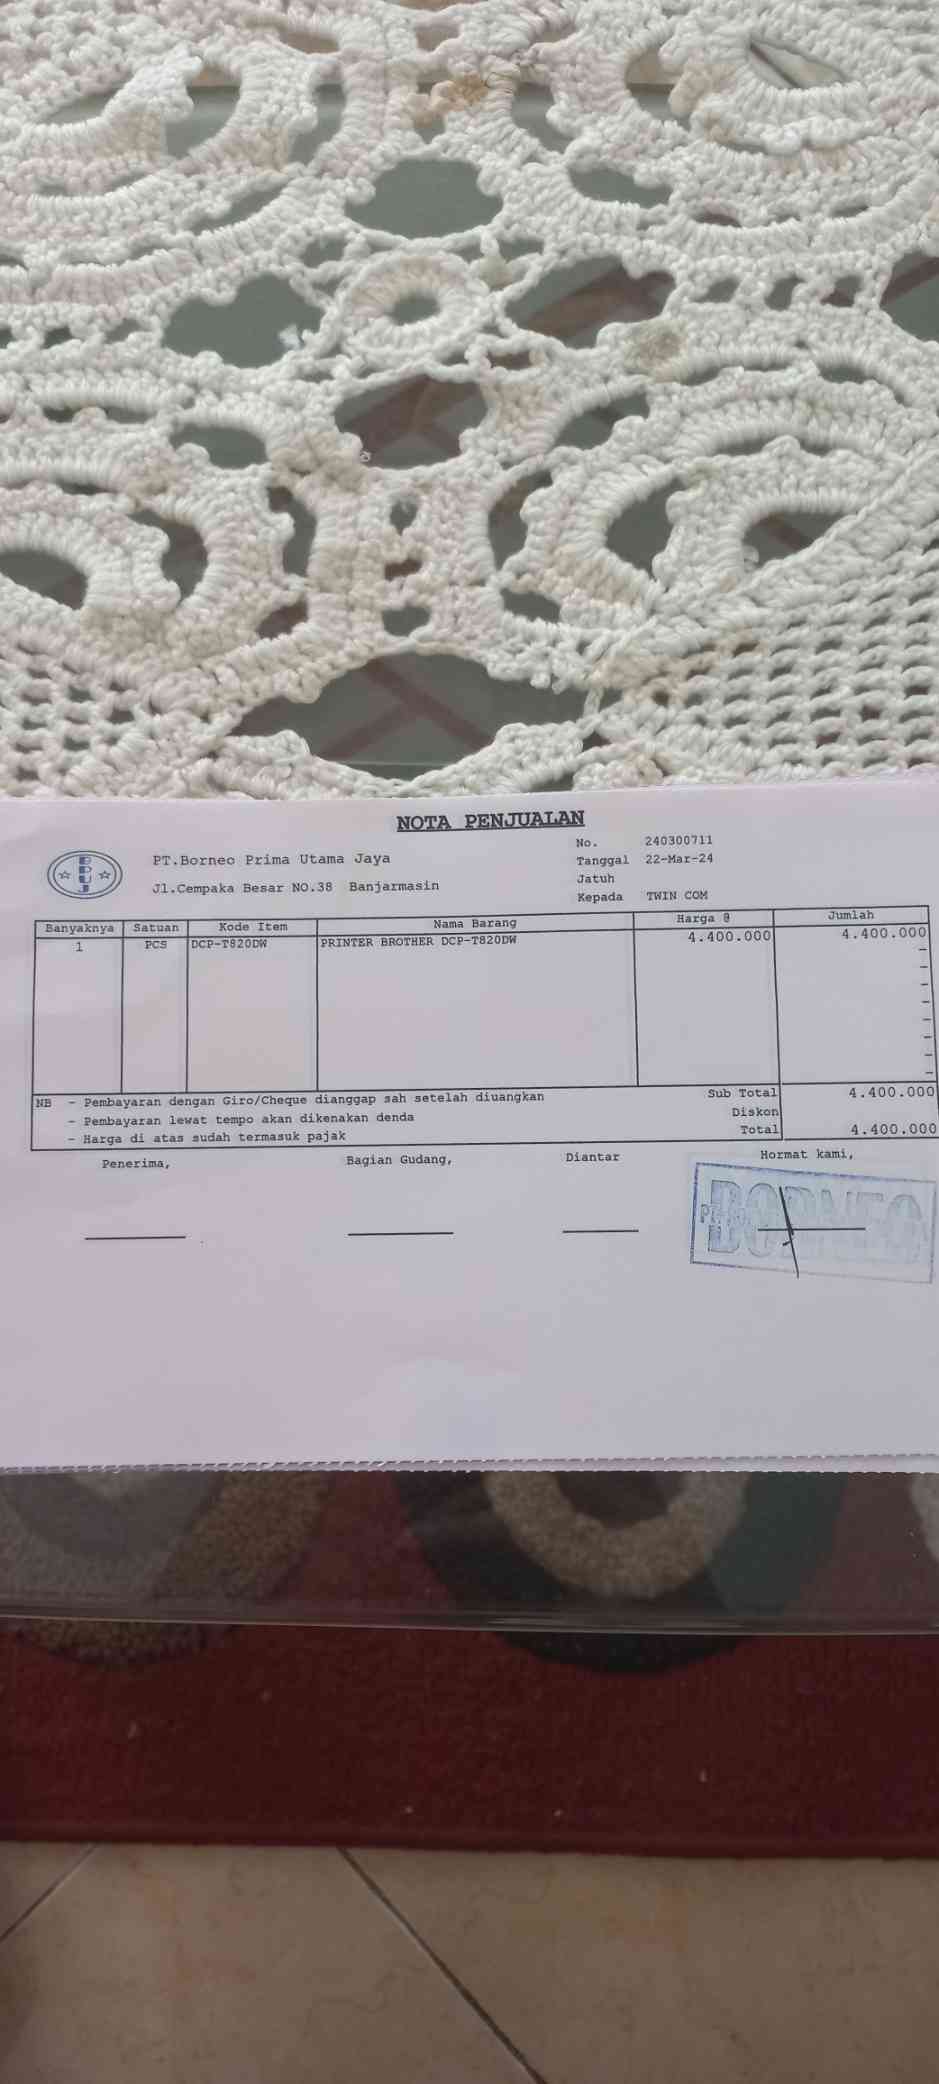 NOTA PENJUALAN
BPUJ
PT.Borneo Prima Utama Jaya
Jl.Cempaka Besar NO.38 Banjarmasin
No. 240300711
Tanggal 22-Mar-24
Jatuh
Kepada TWIN COM
Banyaknya Satuan Kode Item Nama Barang Harga @ Jumlah
1 PCS DCP-T820DW PRINTER BROTHER DCP-T820DW 4.400.000 4.400.000
-
-
-
-
-
-
-
-
NB - Pembayaran dengan Giro/Cheque dianggap sah setelah diuangkan Sub Total 4.400.000
- Pembayaran lewat tempo akan dikenakan denda Diskon
- Harga di atas sudah termasuk pajak Total 4.400.000
Penerima, Bagian Gudang, Diantar Hormat kami,
BORNEO